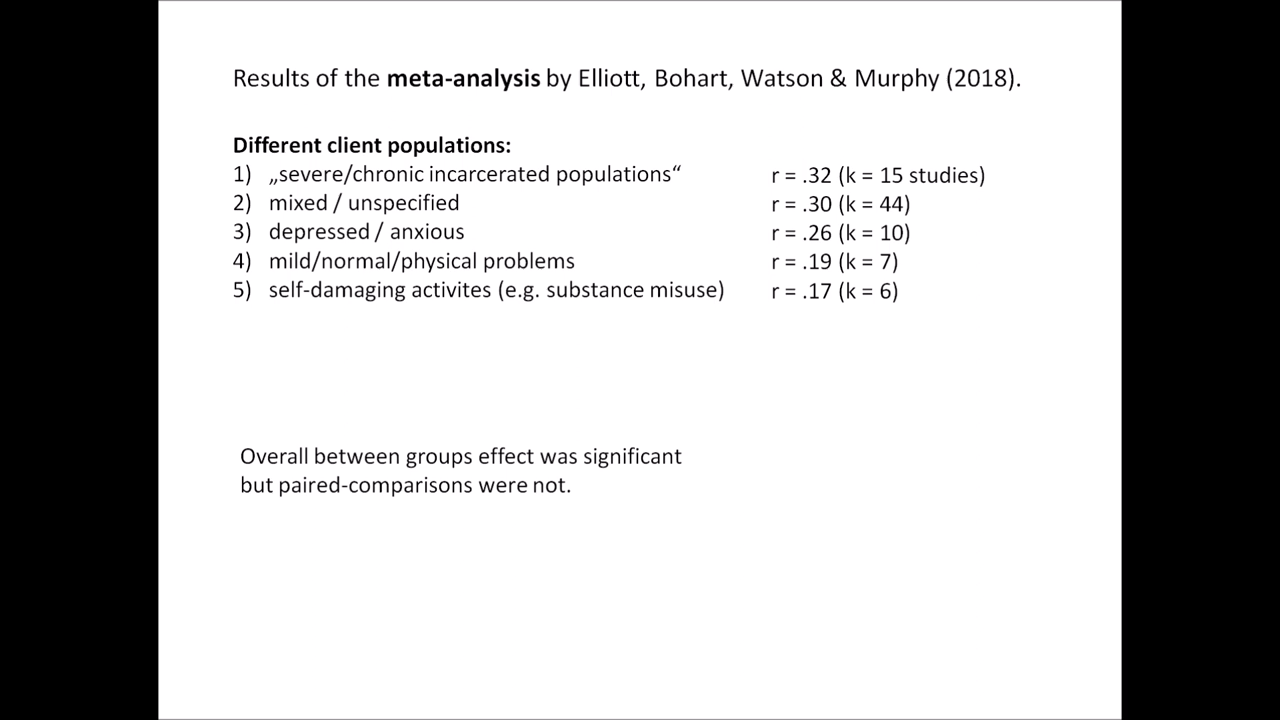 Results of the meta-analysis by Elliott, Bohart, Watson & Murphy (2018).
Different client populations:
1) „severe/chronic incarcerated populations“ r = .32 (k = 15 studies)
2) mixed / unspecified r = .30 (k = 44)
3) depressed / anxious r = .26 (k = 10)
4) mild/normal/physical problems r = .19 (k = 7)
5) self-damaging activites (e.g. substance misuse) r = .17 (k = 6)
Overall between groups effect was significant
but paired-comparisons were not.